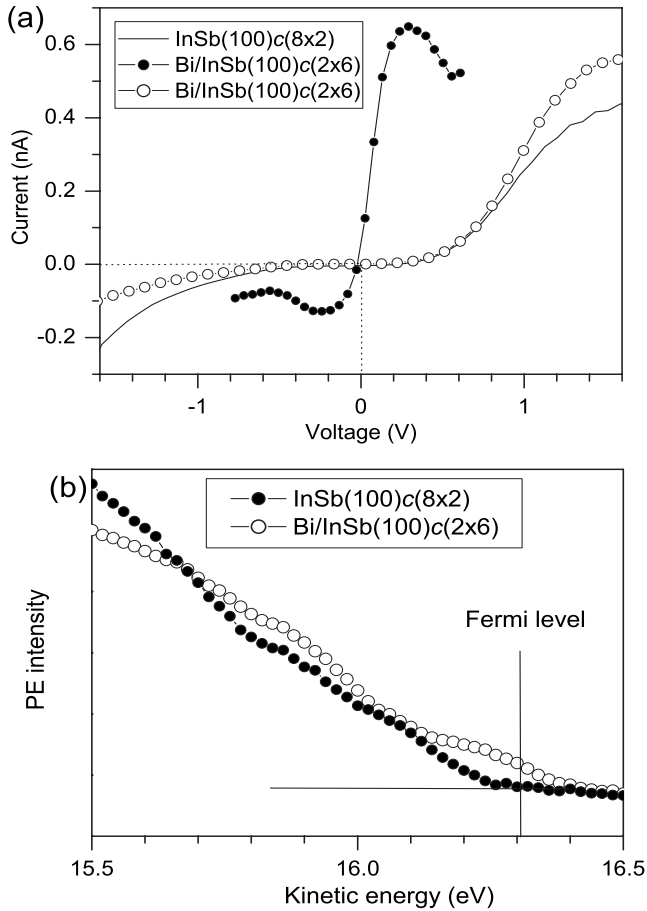 (a)
0.6
0.4
0.2
0.0
-0.2
Current (nA)
InSb(100)c(8x2)
Bi/InSb(100)c(2x6)
Bi/InSb(100)c(2x6)
-1
0
1
Voltage (V)
(b)
InSb(100)c(8x2)
Bi/InSb(100)c(2x6)
Fermi level
PE intensity
15.5
16.0
16.5
Kinetic energy (eV)